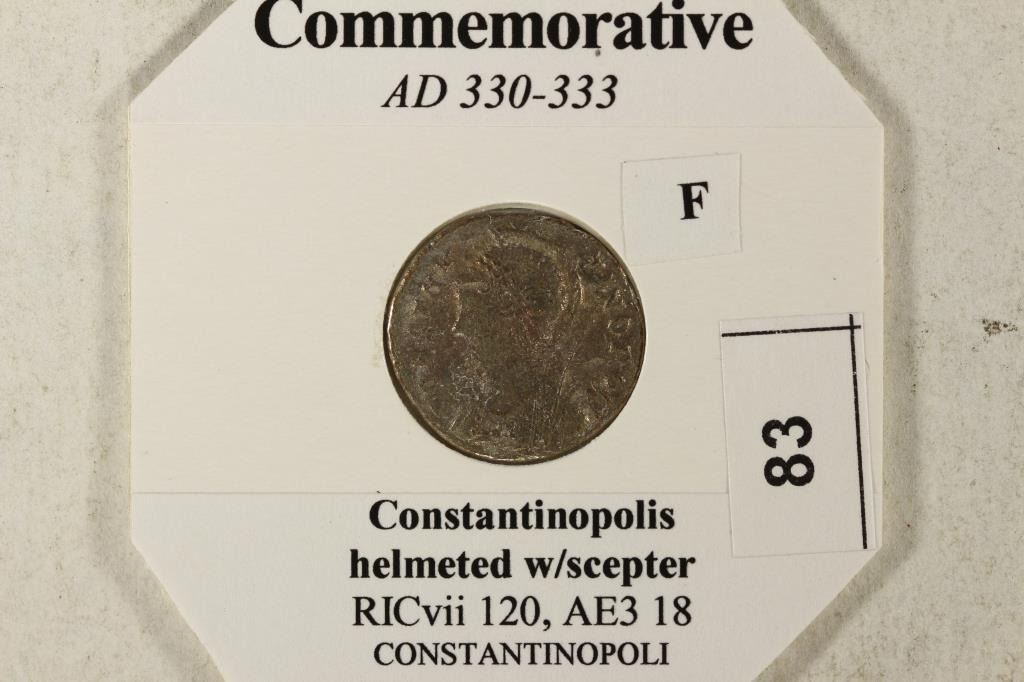 Commemorative
AD 330-333
F
83
Constantinopolis
helmeted w/scepter
RICvii 120, AE3 18
CONSTANTINOPOLI